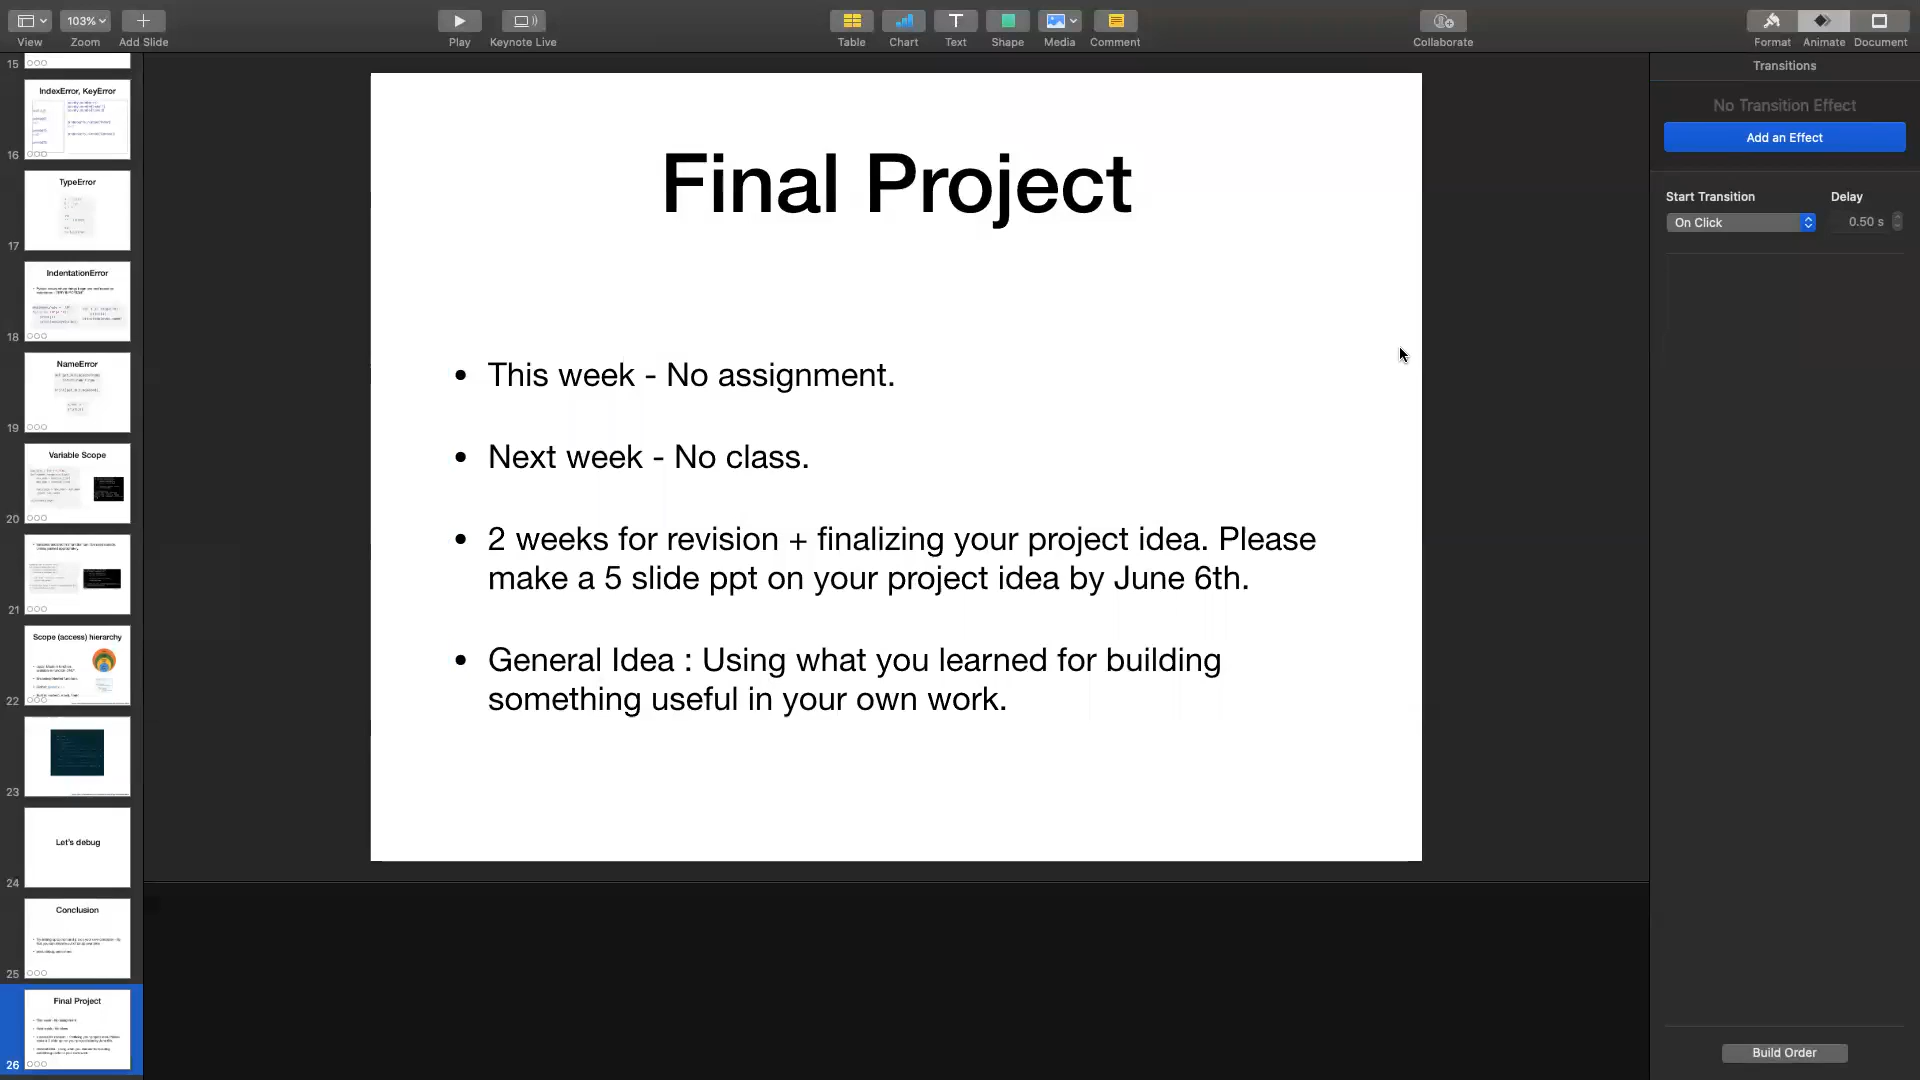 103%
View
Zoom
Add Slide
Play
Keynote Live
Table
Chart
Text
Shape
Media
Comment
Collaborate
Format
Animate
Document
Transitions
No Transition Effect
Add an Effect
Start Transition
Delay
On Click
0.50 s
Build Order
15
IndexError, KeyError
16
TypeError
17
IndentationError
18
NameError
19
Variable Scope
20
21
Scope (access) hierarchy
22
23
Let's debug
24
Conclusion
25
Final Project
26
Final Project
• This week - No assignment.
• Next week - No class.
• 2 weeks for revision + finalizing your project idea. Please
make a 5 slide ppt on your project idea by June 6th.
• General Idea : Using what you learned for building
something useful in your own work.